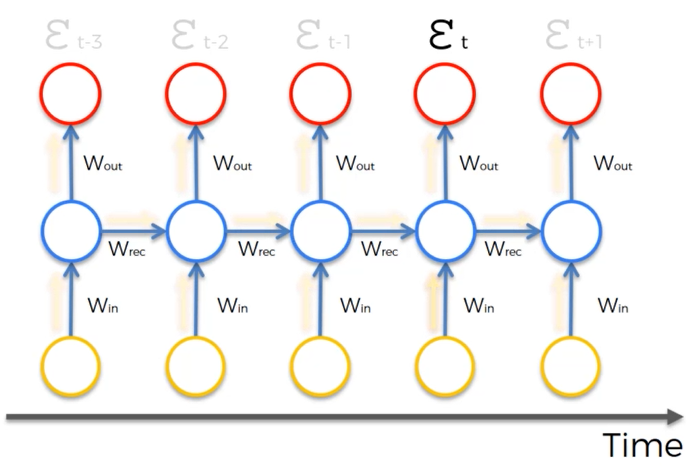 Ɛ t-3 Ɛ t-2 Ɛ t-1 Ɛ t Ɛ t+1
Wout Wout Wout Wout Wout
Wrec Wrec Wrec Wrec
Win Win Win Win Win
Time